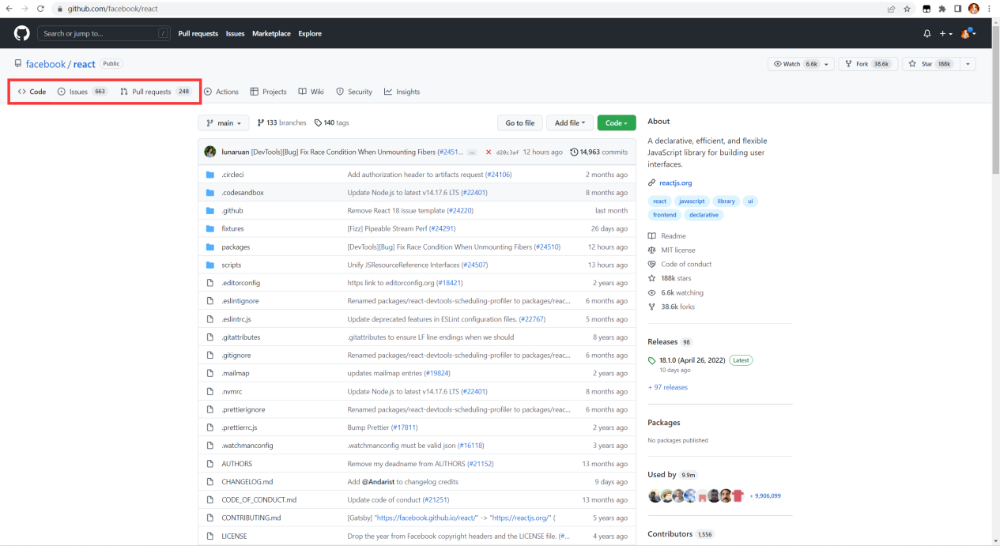 github.com/facebook/react
Search or jump to... / Pull requests Issues Marketplace Explore
facebook / react Public Watch 6.6k Fork 38.6k Star 188k
Code Issues 663 Pull requests 248 Actions Projects Wiki Security Insights
main 133 branches 140 tags Go to file Add file Code
lunaruan [DevTools][Bug] Fix Race Condition When Unmounting Fibers (#2451... ... d20c3af 12 hours ago 14,963 commits
.circleci Add authorization header to artifacts request (#24106) 2 months ago
.codesandbox Update Node.js to latest v14.17.6 LTS (#22401) 8 months ago
.github Remove React 18 issue template (#24220) last month
fixtures [Fizz] Pipeable Stream Perf (#24291) 26 days ago
packages [DevTools][Bug] Fix Race Condition When Unmounting Fibers (#24510) 12 hours ago
scripts Unify JSResourceReference Interfaces (#24507) 13 hours ago
.editorconfig https link to editorconfig.org (#18421) 2 years ago
.eslintignore Renamed packages/react-devtools-scheduling-profiler to packages/reac... 6 months ago
.eslintrc.js Update deprecated features in ESLint configuration files. (#22767) 5 months ago
.gitattributes .gitattributes to ensure LF line endings when we should 8 years ago
.gitignore Renamed packages/react-devtools-scheduling-profiler to packages/reac... 6 months ago
.mailmap updates mailmap entries (#19824) 2 years ago
.nvmrc Update Node.js to latest v14.17.6 LTS (#22401) 8 months ago
.prettierignore Renamed packages/react-devtools-scheduling-profiler to packages/reac... 6 months ago
.prettierrc.js Bump Prettier (#17811) 2 years ago
.watchmanconfig .watchmanconfig must be valid json (#16118) 3 years ago
AUTHORS Remove my deadname from AUTHORS (#21152) 13 months ago
CHANGELOG.md Add @Andarist to changelog credits 9 days ago
CODE_OF_CONDUCT.md Update code of conduct (#21251) 13 months ago
CONTRIBUTING.md [Gatsby] "https://facebook.github.io/react/" -> "https://reactjs.org/" ( 5 years ago
LICENSE Drop the year from Facebook copyright headers and the LICENSE file. (#... 4 years ago
About
A declarative, efficient, and flexible
JavaScript library for building user
interfaces.
reactjs.org
react javascript library ui
frontend declarative
Readme
MIT license
Code of conduct
188k stars
6.6k watching
38.6k forks
Releases 98
18.1.0 (April 26, 2022) Latest
10 days ago
+ 97 releases
Packages
No packages published
Used by 9.9m
+ 9,906,099
Contributors 1,556